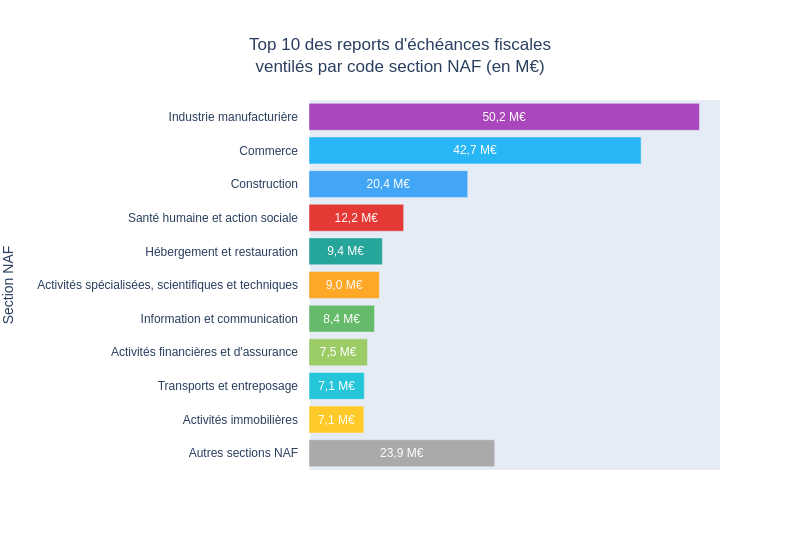 Top 10 des reports d'échéances fiscales
ventilés par code section NAF (en M€)
Section NAF
Industrie manufacturière 50,2 M€
Commerce 42,7 M€
Construction 20,4 M€
Santé humaine et action sociale 12,2 M€
Hébergement et restauration 9,4 M€
Activités spécialisées, scientifiques et techniques 9,0 M€
Information et communication 8,4 M€
Activités financières et d'assurance 7,5 M€
Transports et entreposage 7,1 M€
Activités immobilières 7,1 M€
Autres sections NAF 23,9 M€